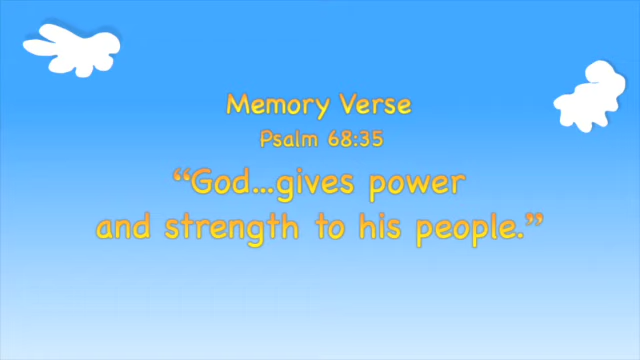 Memory Verse
Psalm 68:35
“God...gives power
and strength to his people.”